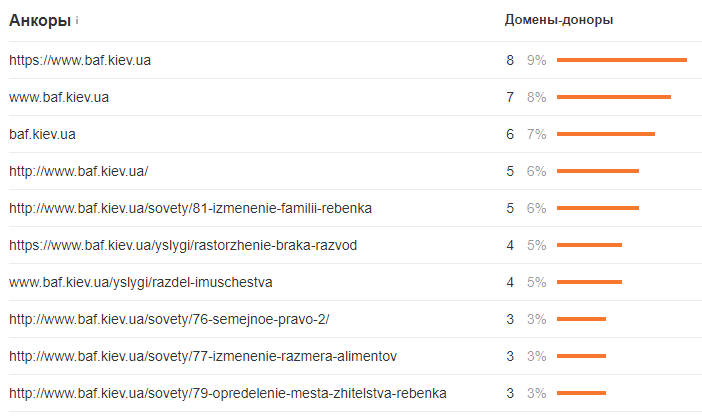 Анкоры i Домены-доноры
https://www.baf.kiev.ua 8 9%
www.baf.kiev.ua 7 8%
baf.kiev.ua 6 7%
http://www.baf.kiev.ua/ 5 6%
http://www.baf.kiev.ua/sovety/81-izmenenie-familii-rebenka 5 6%
https://www.baf.kiev.ua/yslygi/rastorzhenie-braka-razvod 4 5%
www.baf.kiev.ua/yslygi/razdel-imuschestva 4 5%
http://www.baf.kiev.ua/sovety/76-semejnoe-pravo-2/ 3 3%
http://www.baf.kiev.ua/sovety/77-izmenenie-razmera-alimentov 3 3%
http://www.baf.kiev.ua/sovety/79-opredelenie-mesta-zhitelstva-rebenka 3 3%